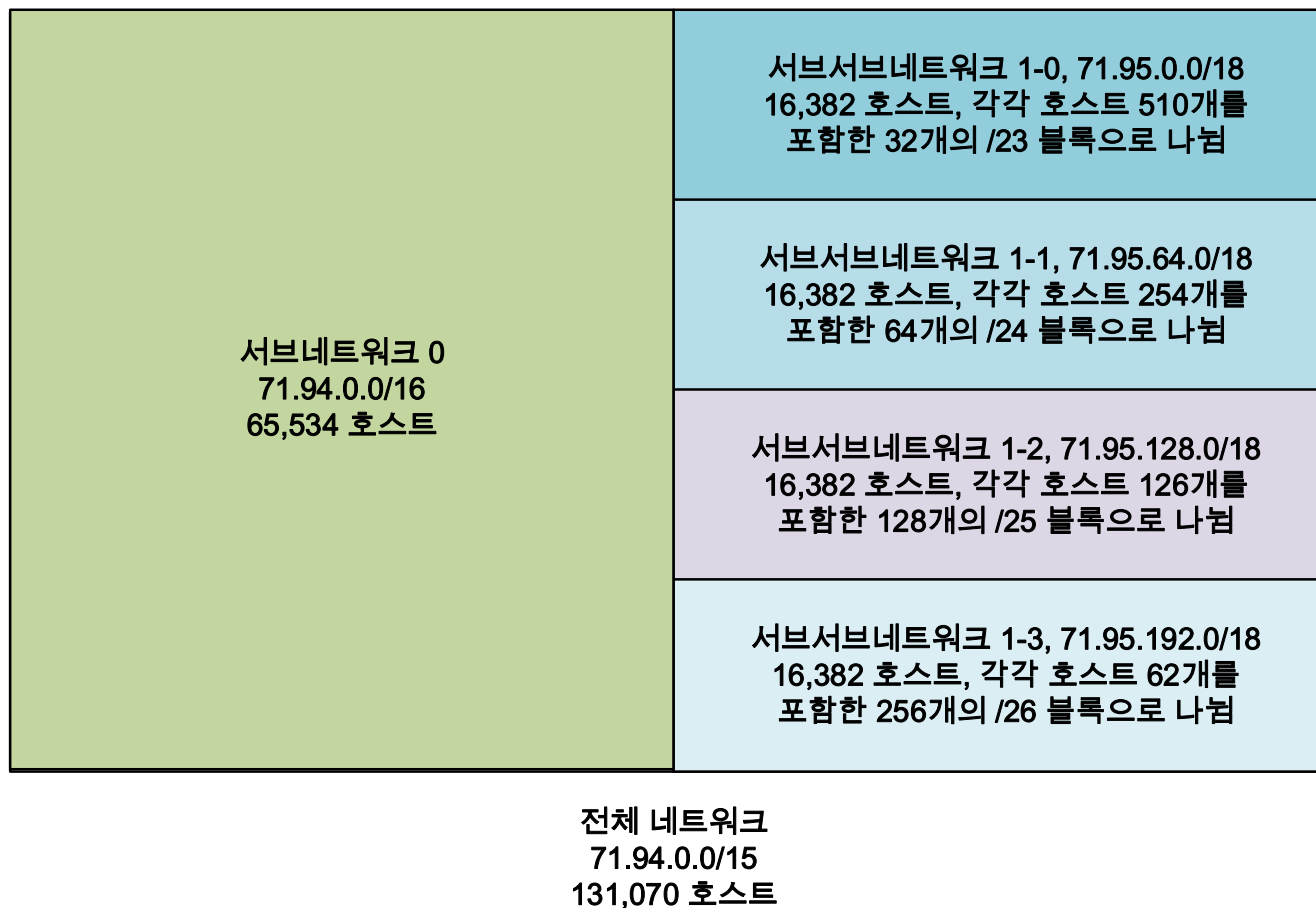 서브네트워크 0
71.94.0.0/16
65,534 호스트
서브서브네트워크 1-0, 71.95.0.0/18
16,382 호스트, 각각 호스트 510개를
포함한 32개의 /23 블록으로 나뉨
서브서브네트워크 1-1, 71.95.64.0/18
16,382 호스트, 각각 호스트 254개를
포함한 64개의 /24 블록으로 나뉨
서브서브네트워크 1-2, 71.95.128.0/18
16,382 호스트, 각각 호스트 126개를
포함한 128개의 /25 블록으로 나뉨
서브서브네트워크 1-3, 71.95.192.0/18
16,382 호스트, 각각 호스트 62개를
포함한 256개의 /26 블록으로 나뉨
전체 네트워크
71.94.0.0/15
131,070 호스트